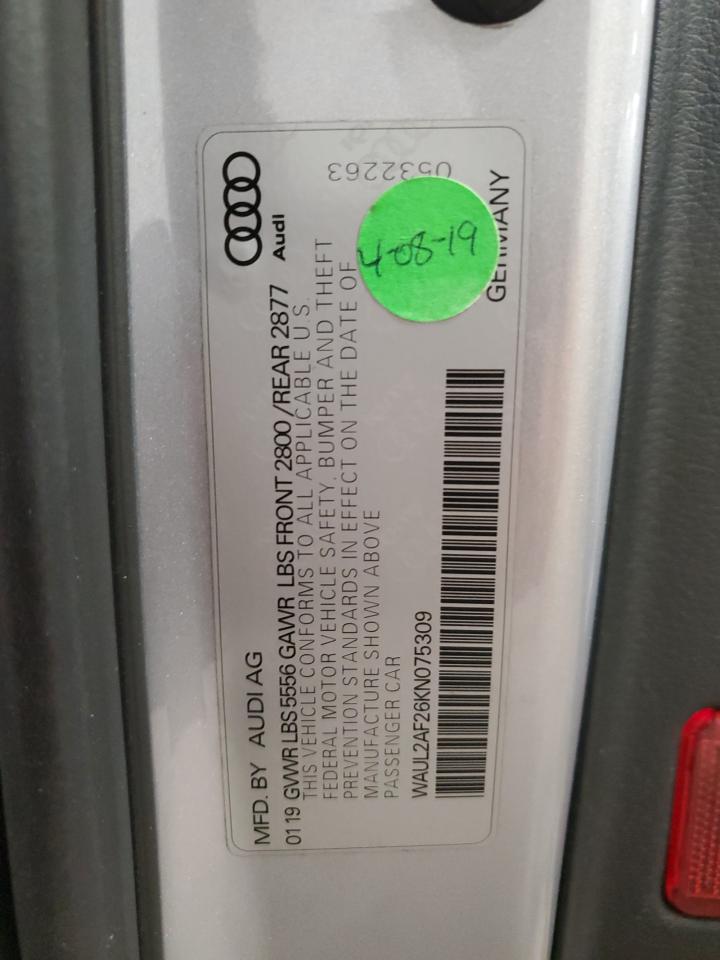 MFD. BY AUDI AG
Audi
01 19 GVWR LBS 5556 GAWR LBS FRONT 2800 / REAR 2877
THIS VEHICLE CONFORMS TO ALL APPLICABLE U.S.
FEDERAL MOTOR VEHICLE SAFETY, BUMPER AND THEFT
PREVENTION STANDARDS IN EFFECT ON THE DATE OF
MANUFACTURE SHOWN ABOVE
PASSENGER CAR
WAUL2AF26KN075309
4-08-19
GERMANY
0532263